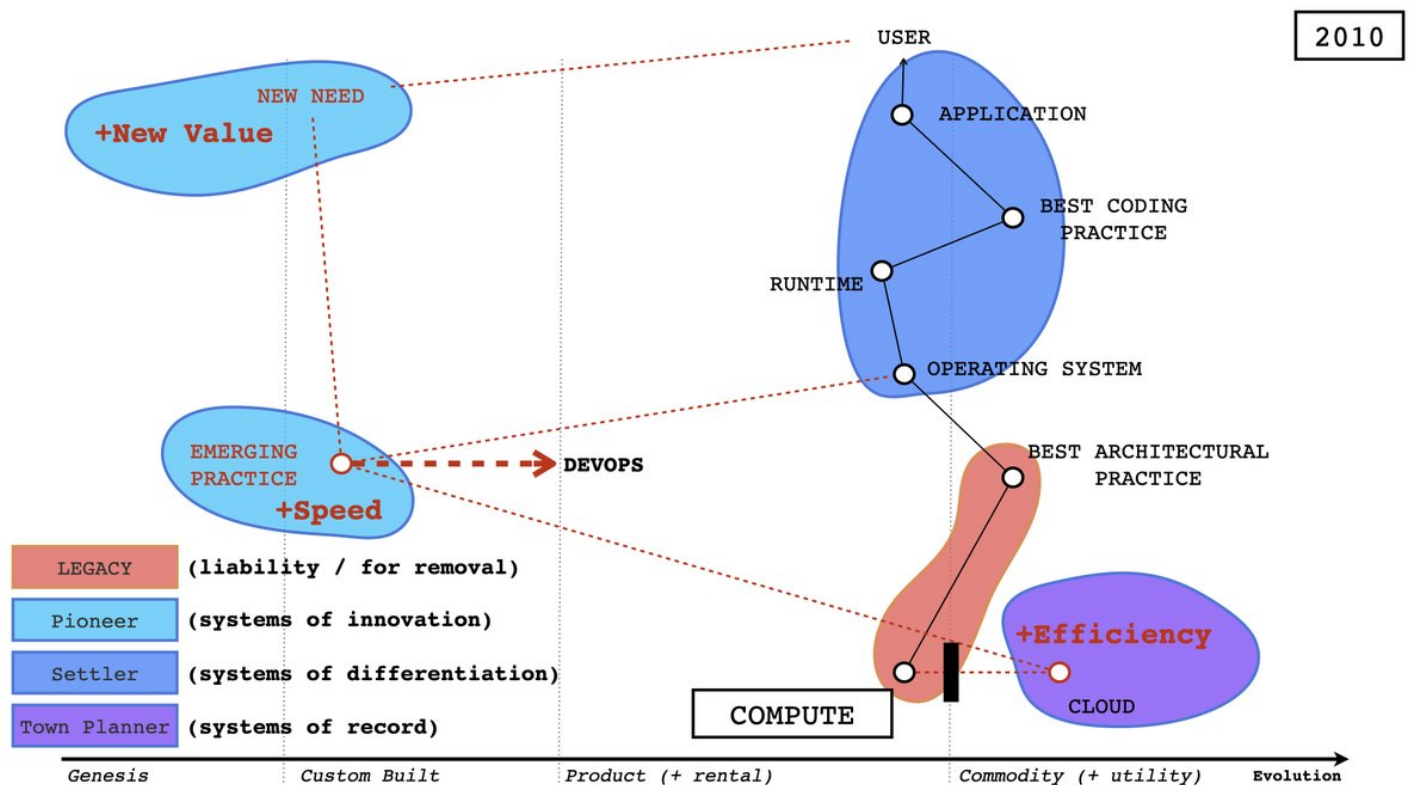 USER
2010
NEW NEED
+New Value
APPLICATION
BEST CODING
PRACTICE
RUNTIME
OPERATING SYSTEM
EMERGING
PRACTICE
+Speed
DEVOPS
BEST ARCHITECTURAL
PRACTICE
LEGACY (liability / for removal)
Pioneer (systems of innovation)
Settler (systems of differentiation)
Town Planner (systems of record)
+Efficiency
CLOUD
COMPUTE
Genesis Custom Built Product (+ rental) Commodity (+ utility) Evolution